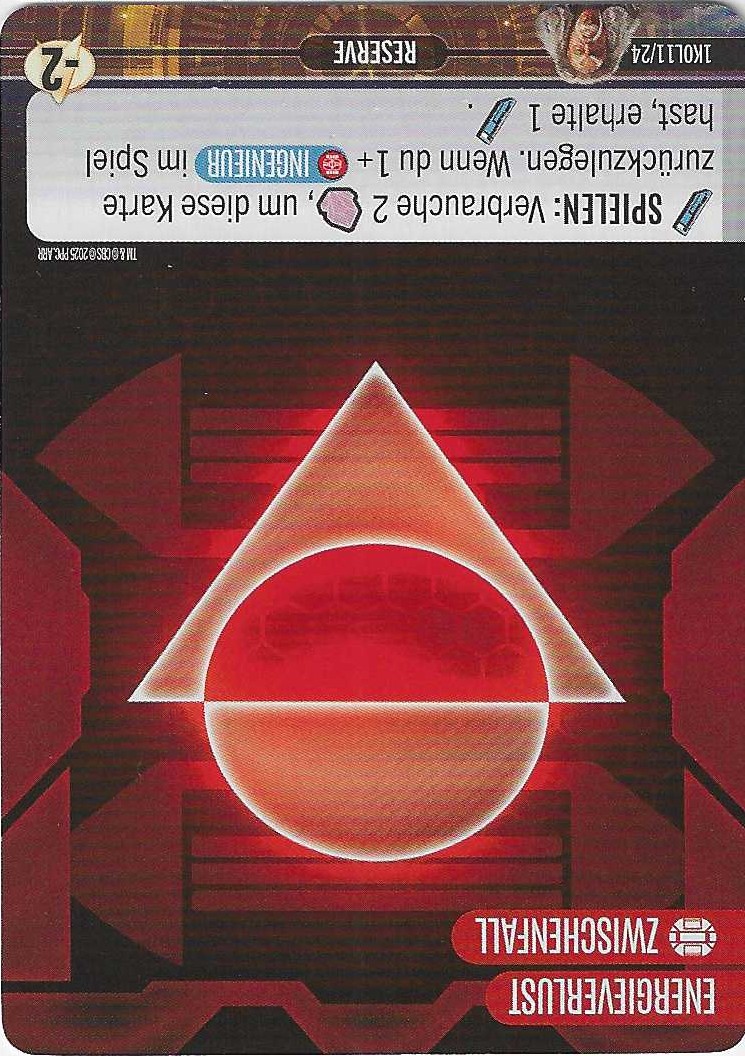 ENERGIEVERLUST
ZWISCHENFALL
TM & © CBS © 2025 PPC. ARR
SPIELEN: Verbrauche 2 , um diese Karte
zurückzulegen. Wenn du 1+ INGENIEUR im Spiel
hast, erhalte 1 .
1KOL11/24
RESERVE
-2